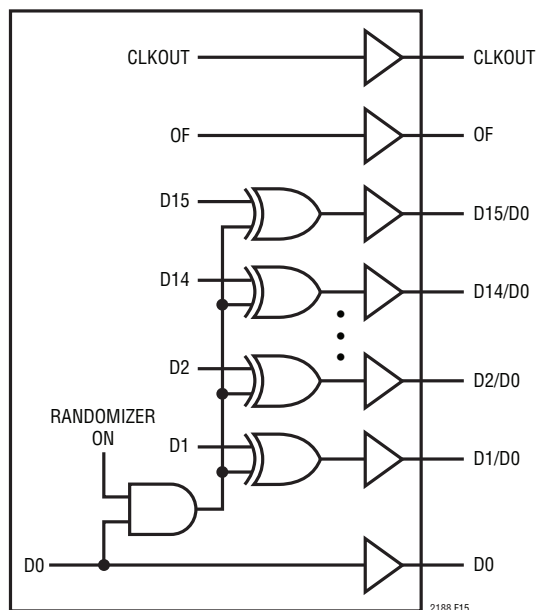 CLKOUT
CLKOUT
OF
OF
D15
D15/D0
D14
D14/D0
D2
D2/D0
RANDOMIZER
ON
D1
D1/D0
D0
D0
2188 F15